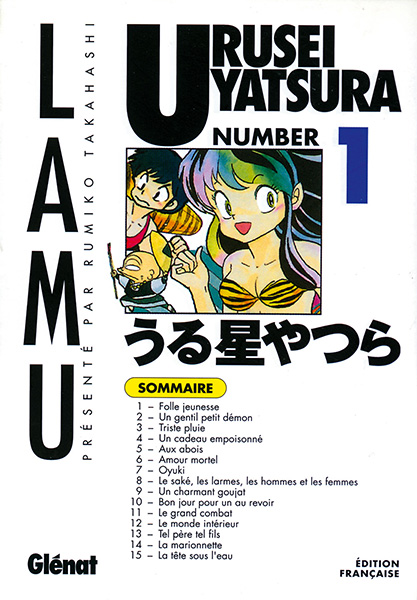 LAMU
PRÉSENTÉ PAR RUMIKO TAKAHASHI
URUSEI
YATSURA
NUMBER 1
うる星やつら
SOMMAIRE
1 – Folle jeunesse
2 – Un gentil petit démon
3 – Triste pluie
4 – Un cadeau empoisonné
5 – Aux abois
6 – Amour mortel
7 – Oyuki
8 – Le saké, les larmes, les hommes et les femmes
9 – Un charmant goujat
10 – Bon jour pour un au revoir
11 – Le grand combat
12 – Le monde intérieur
13 – Tel père tel fils
14 – La marionnette
15 – La tête sous l'eau
Glénat
ÉDITION
FRANÇAISE